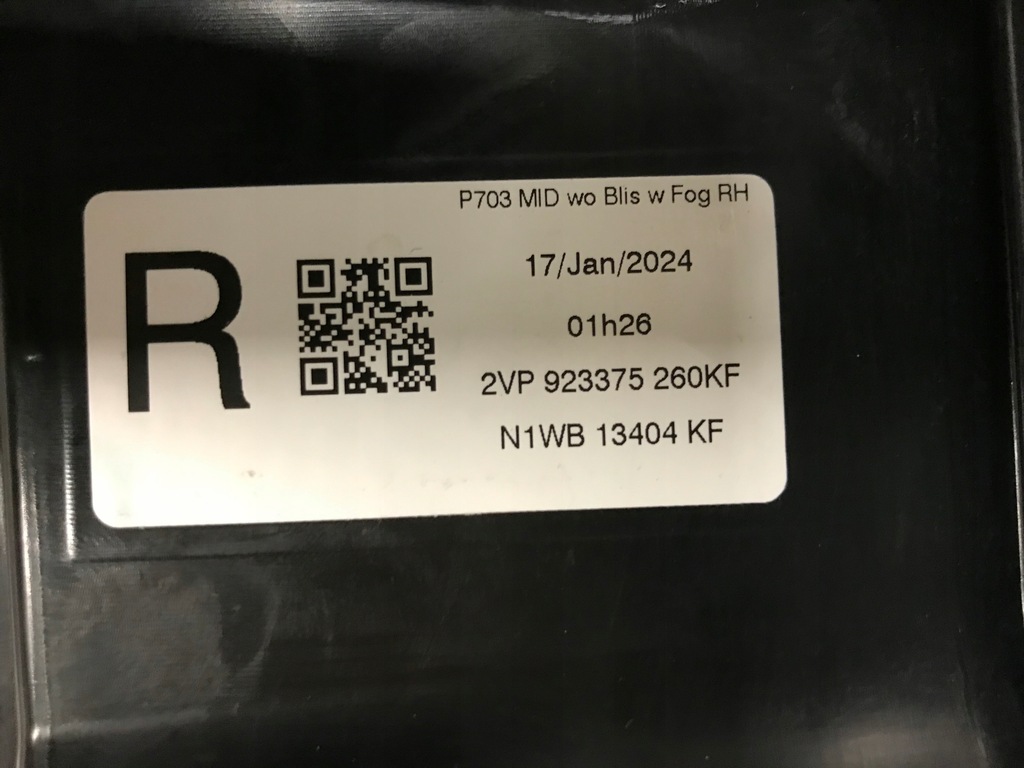 P703 MID wo Blis w Fog RH
R
17/Jan/2024
01h26
2VP 923375 260KF
N1WB 13404 KF